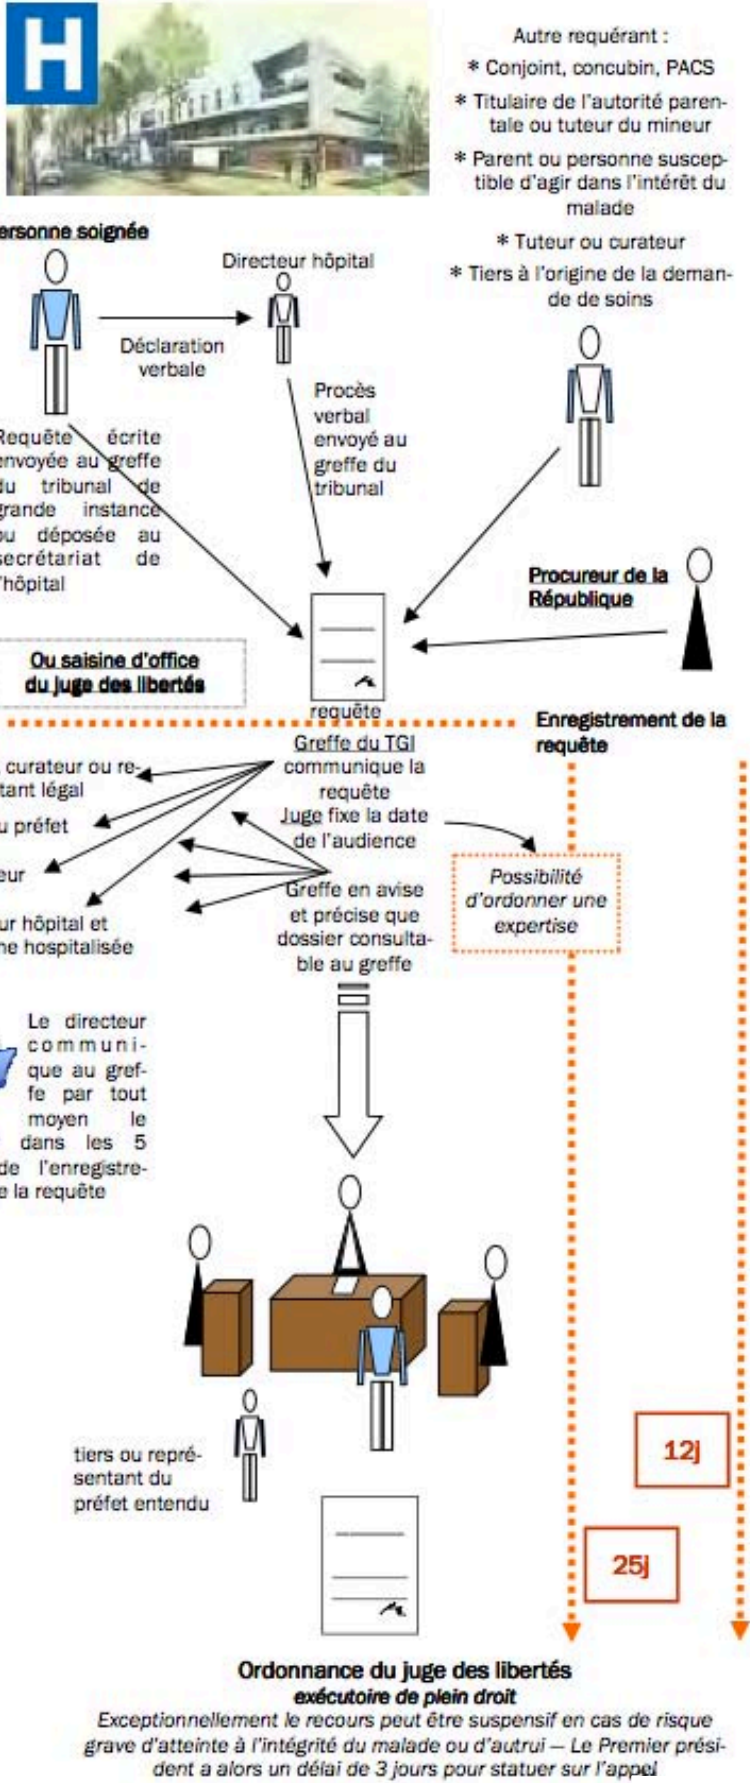 H
Autre requérant :
* Conjoint, concubin, PACS
* Titulaire de l'autorité paren-
tale ou tuteur du mineur
* Parent ou personne suscep-
tible d'agir dans l'intérêt du
malade
* Tuteur ou curateur
* Tiers à l'origine de la deman-
de de soins
ersonne soignée
Directeur hôpital
Déclaration
verbale
Procès
verbal
envoyé au
greffe du
tribunal
Requête écrite
envoyée au greffe
du tribunal de
grande instance
ou déposée au
secrétariat de
l'hôpital
Procureur de la
République
Ou saisine d'office
du juge des libertés
requête
Enregistrement de la
requête
Greffe du TGI
communique la
requête
Juge fixe la date
de l'audience
curateur ou re-
tant légal
u préfet
eur
ur hôpital et
ne hospitalisée
Greffe en avise
et précise que
dossier consulta-
ble au greffe
Possibilité
d'ordonner une
expertise
Le directeur
communi-
que au gref-
fe par tout
moyen le
dans les 5
de l'enregistre-
e la requête
tiers ou repré-
sentant du
préfet entendu
12j
25j
Ordonnance du juge des libertés
exécutoire de plein droit
Exceptionnellement le recours peut être suspensif en cas de risque
grave d'atteinte à l'intégrité du malade ou d'autrui — Le Premier prési-
dent a alors un délai de 3 jours pour statuer sur l'appel